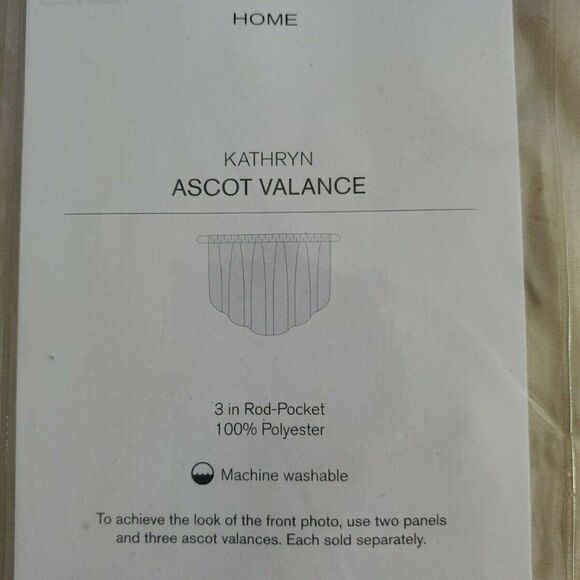 HOME
KATHRYN
ASCOT VALANCE
3 in Rod-Pocket
100% Polyester
Machine washable
To achieve the look of the front photo, use two panels
and three ascot valances. Each sold separately.